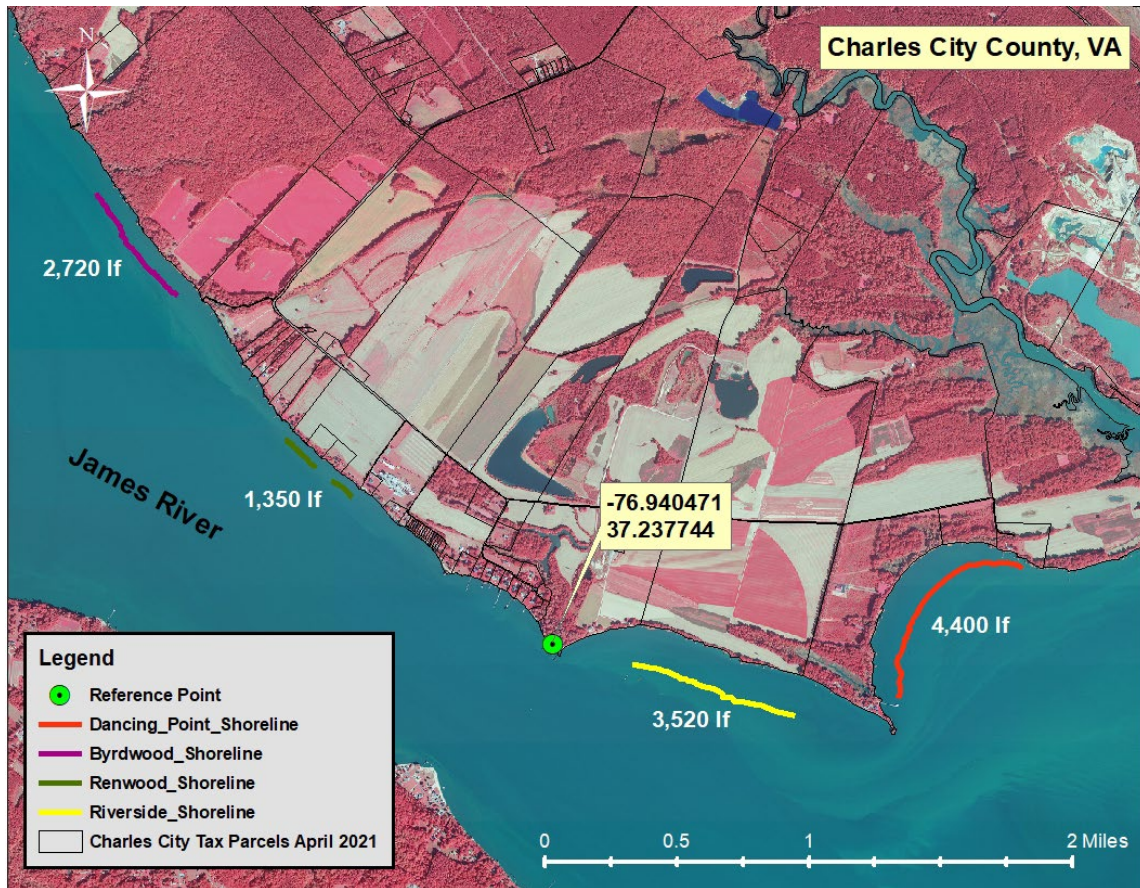 N
Charles City County, VA
2,720 lf
James River
1,350 lf
-76.940471
37.237744
4,400 lf
3,520 lf
Legend
Reference Point
Dancing_Point_Shoreline
Byrdwood_Shoreline
Renwood_Shoreline
Riverside_Shoreline
Charles City Tax Parcels April 2021
0 0.5 1 2 Miles